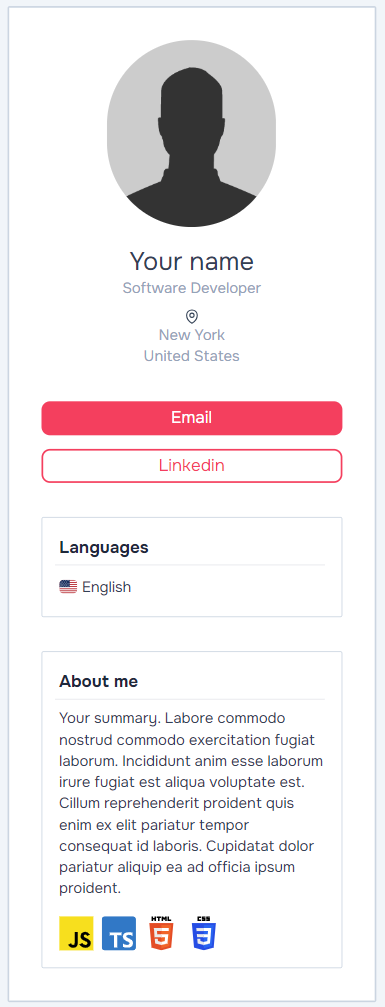 Your name
Software Developer
New York
United States
Email
Linkedin
Languages
English
About me
Your summary. Labore commodo
nostrud commodo exercitation fugiat
laborum. Incididunt anim esse laborum
irure fugiat est aliqua voluptate est.
Cillum reprehenderit proident quis
enim ex elit pariatur tempor
consequat id laboris. Cupidatat dolor
pariatur aliquip ea ad officia ipsum
proident.
JS TS HTML 5 CSS 3